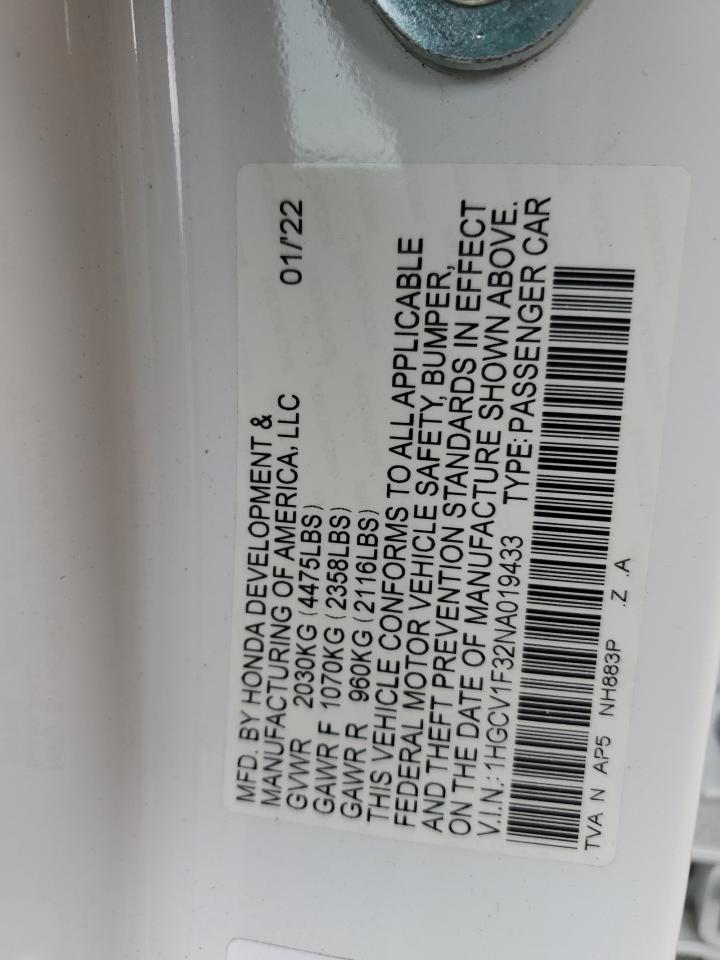 MFD. BY HONDA DEVELOPMENT &
MANUFACTURING OF AMERICA, LLC 01/'22
GVWR 2030KG (4475LBS)
GAWR F 1070KG (2358LBS)
GAWR R 960KG (2116LBS)
THIS VEHICLE CONFORMS TO ALL APPLICABLE
FEDERAL MOTOR VEHICLE SAFETY, BUMPER,
AND THEFT PREVENTION STANDARDS IN EFFECT
ON THE DATE OF MANUFACTURE SHOWN ABOVE.
V.I.N.: 1HGCV1F32NA019433 TYPE: PASSENGER CAR
TVA N AP5 NH883P .Z .A